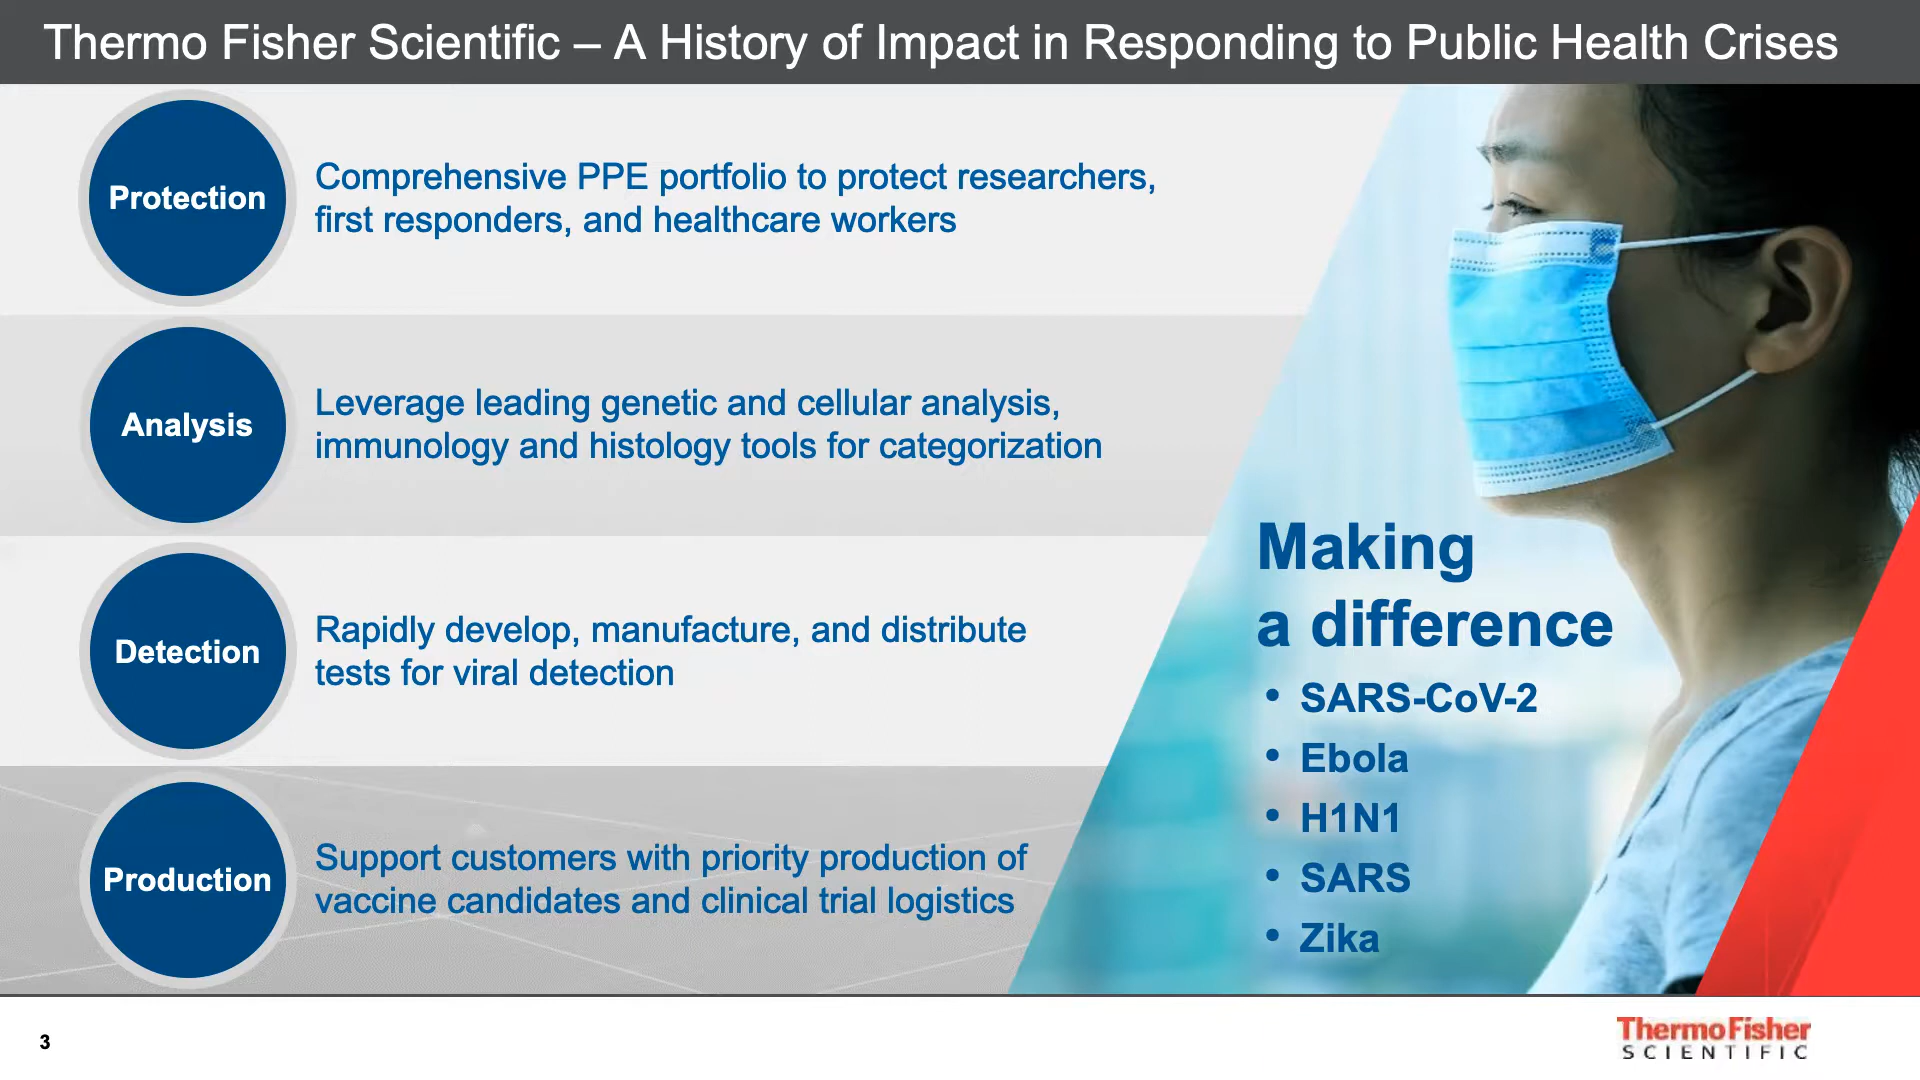 Thermo Fisher Scientific – A History of Impact in Responding to Public Health Crises
Protection
Comprehensive PPE portfolio to protect researchers,
first responders, and healthcare workers
Analysis
Leverage leading genetic and cellular analysis,
immunology and histology tools for categorization
Detection
Rapidly develop, manufacture, and distribute
tests for viral detection
Production
Support customers with priority production of
vaccine candidates and clinical trial logistics
Making
a difference
• SARS-CoV-2
• Ebola
• H1N1
• SARS
• Zika
3
ThermoFisher
SCIENTIFIC